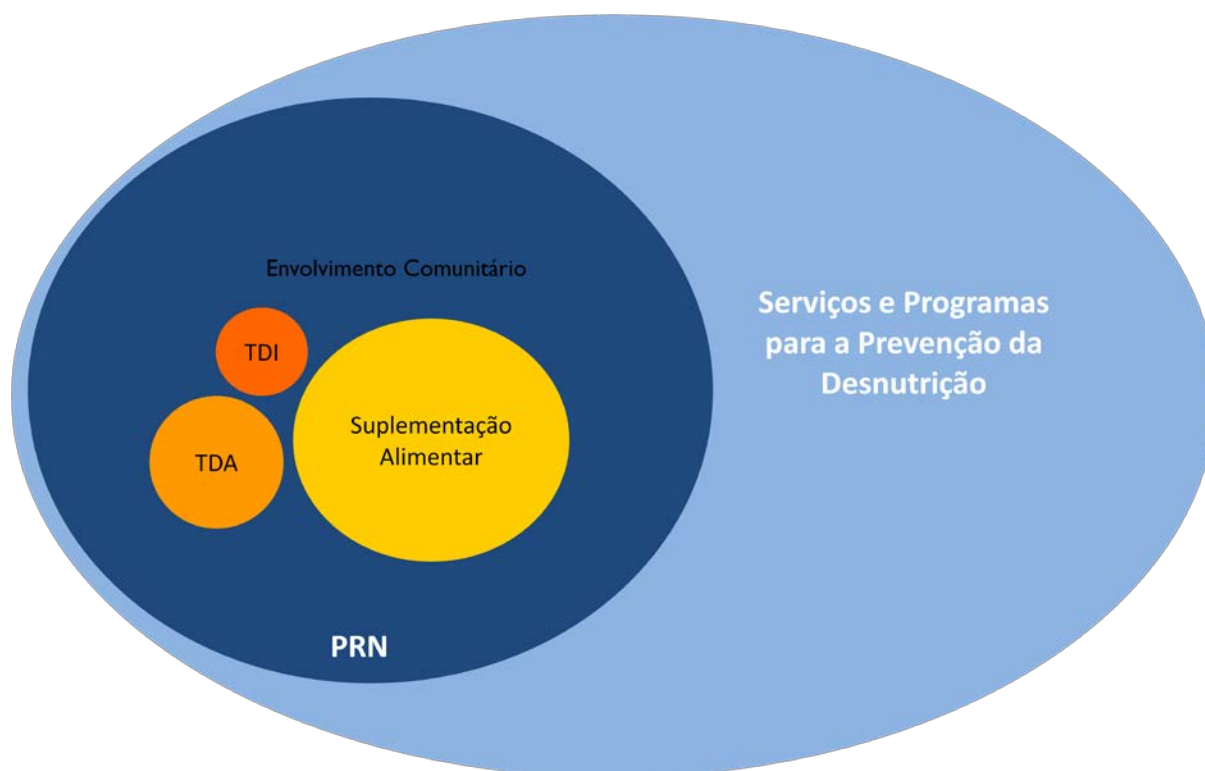 Envolvimento Comunitário
TDI
Suplementação
Alimentar
TDA
PRN
Serviços e Programas
para a Prevenção da
Desnutrição